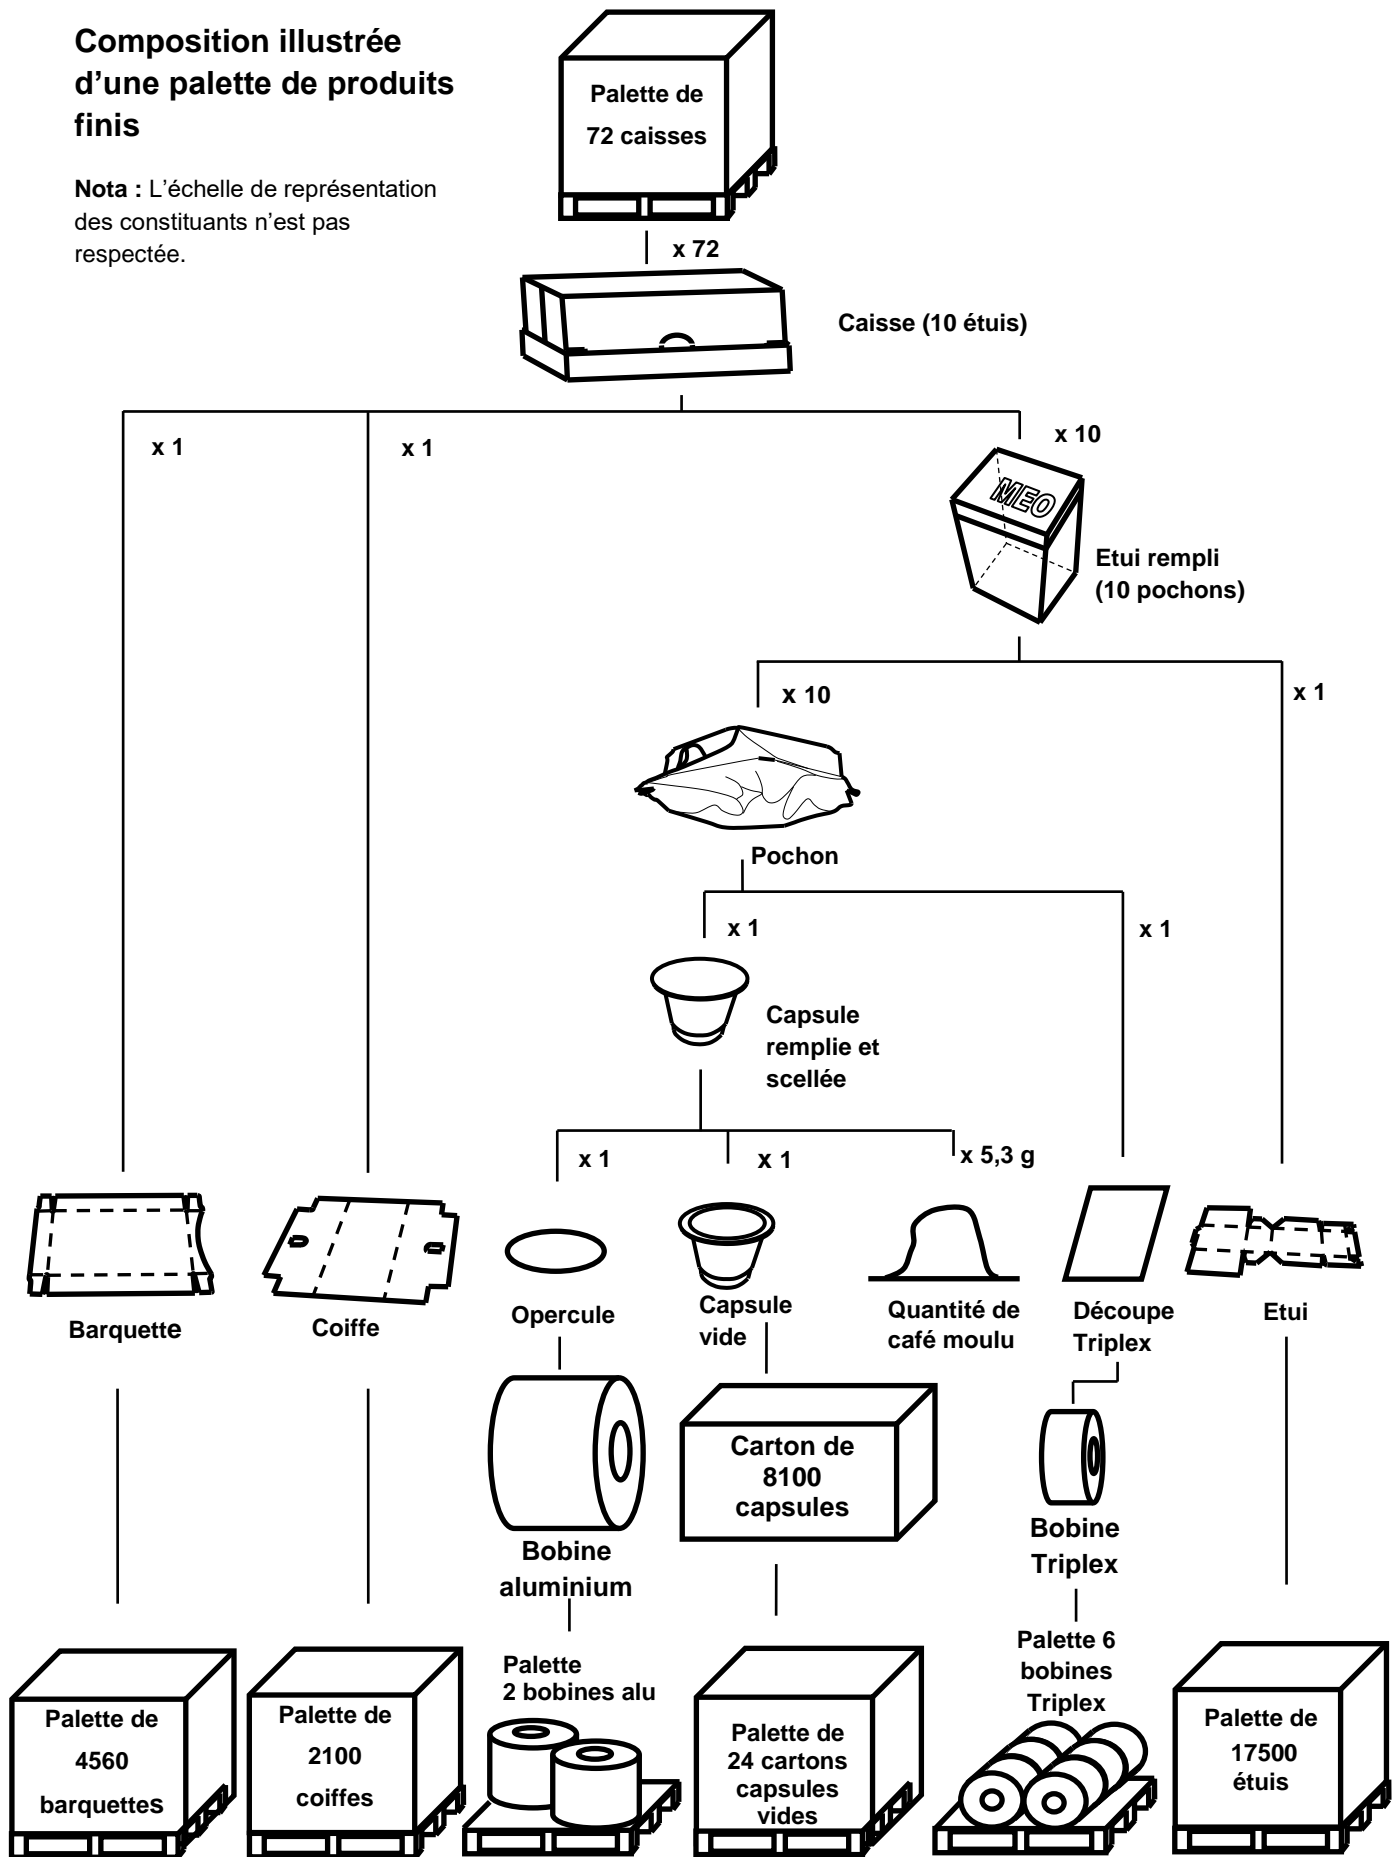 Composition illustrée
d’une palette de produits
finis
Nota : L’échelle de représentation
des constituants n’est pas
respectée.
Palette de
72 caisses
x 72
Caisse (10 étuis)
x 1
x 1
x 10
MEO
Etui rempli
(10 pochons)
x 10
x 1
Pochon
x 1
x 1
Capsule
remplie et
scellée
x 1
x 1
x 5,3 g
Barquette
Coiffe
Opercule
Capsule
vide
Quantité de
café moulu
Découpe
Triplex
Etui
Bobine
aluminium
Carton de
8100
capsules
Bobine
Triplex
Palette de
4560
barquettes
Palette de
2100
coiffes
Palette
2 bobines alu
Palette de
24 cartons
capsules
vides
Palette 6
bobines
Triplex
Palette de
17500
étuis